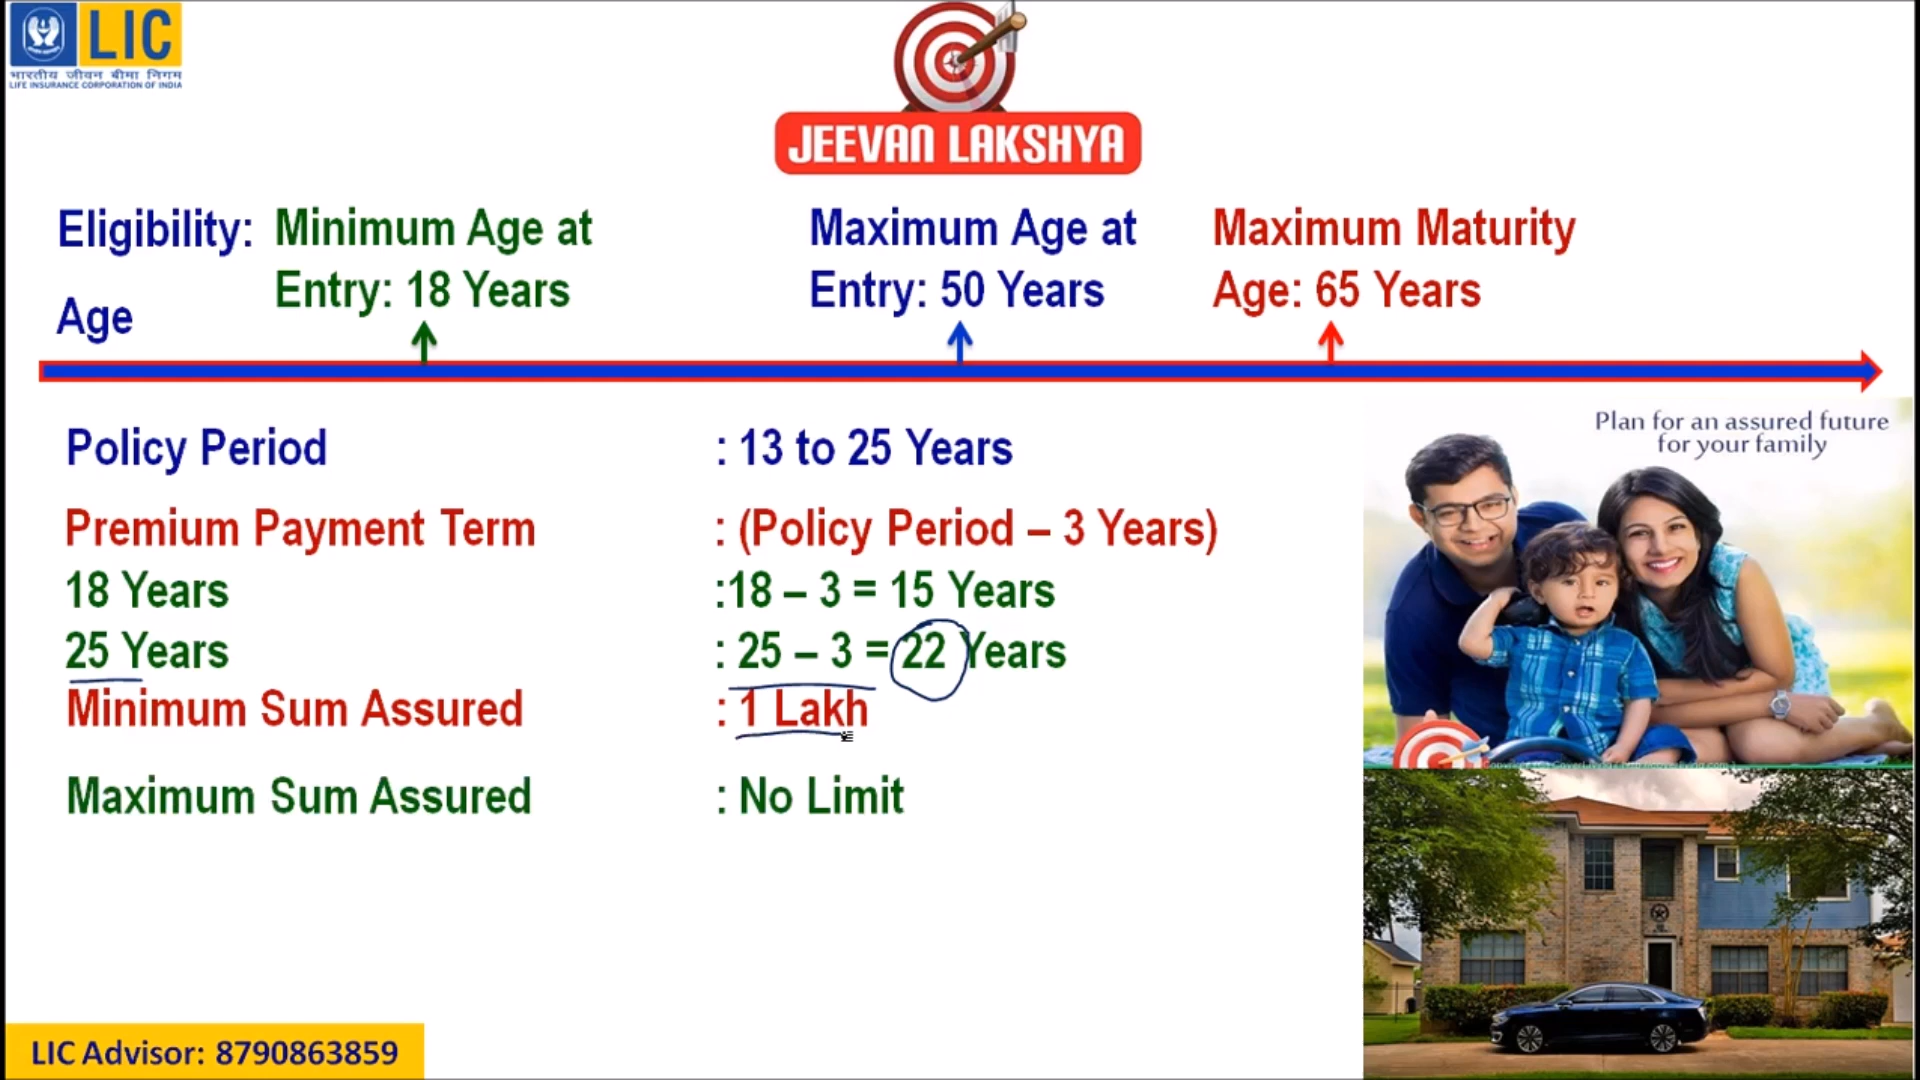 LIC
भारतीय जीवन बीमा निगम
LIFE INSURANCE CORPORATION OF INDIA
JEEVAN LAKSHYA
Eligibility:
Age
Minimum Age at
Entry: 18 Years
Maximum Age at
Entry: 50 Years
Maximum Maturity
Age: 65 Years
Policy Period : 13 to 25 Years
Premium Payment Term : (Policy Period – 3 Years)
18 Years :18 – 3 = 15 Years
25 Years : 25 – 3 = 22 Years
Minimum Sum Assured : 1 Lakh
Maximum Sum Assured : No Limit
Plan for an assured future
for your family
LIC Advisor: 8790863859